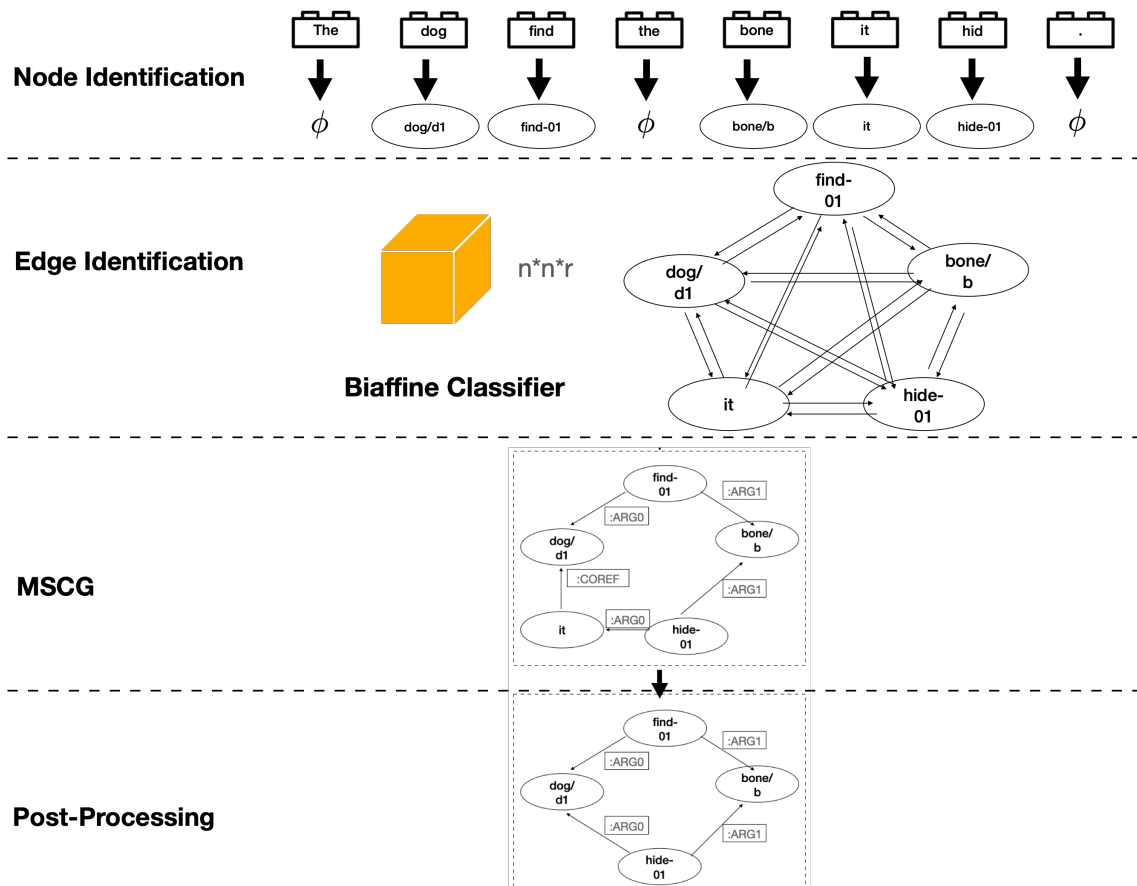 The dog find the bone it hid .
Node Identification
ϕ dog/d1 find-01 ϕ bone/b it hide-01 ϕ
find-
01
Edge Identification
n*n*r
dog/
d1
bone/
b
Biaffine Classifier
it
hide-
01
find-
01
:ARG1
:ARG0
dog/
d1
bone/
b
MSCG
:COREF
:ARG1
:ARG0
it
hide-
01
find-
01
:ARG1
:ARG0
dog/
d1
bone/
b
Post-Processing
:ARG0
:ARG1
hide-
01